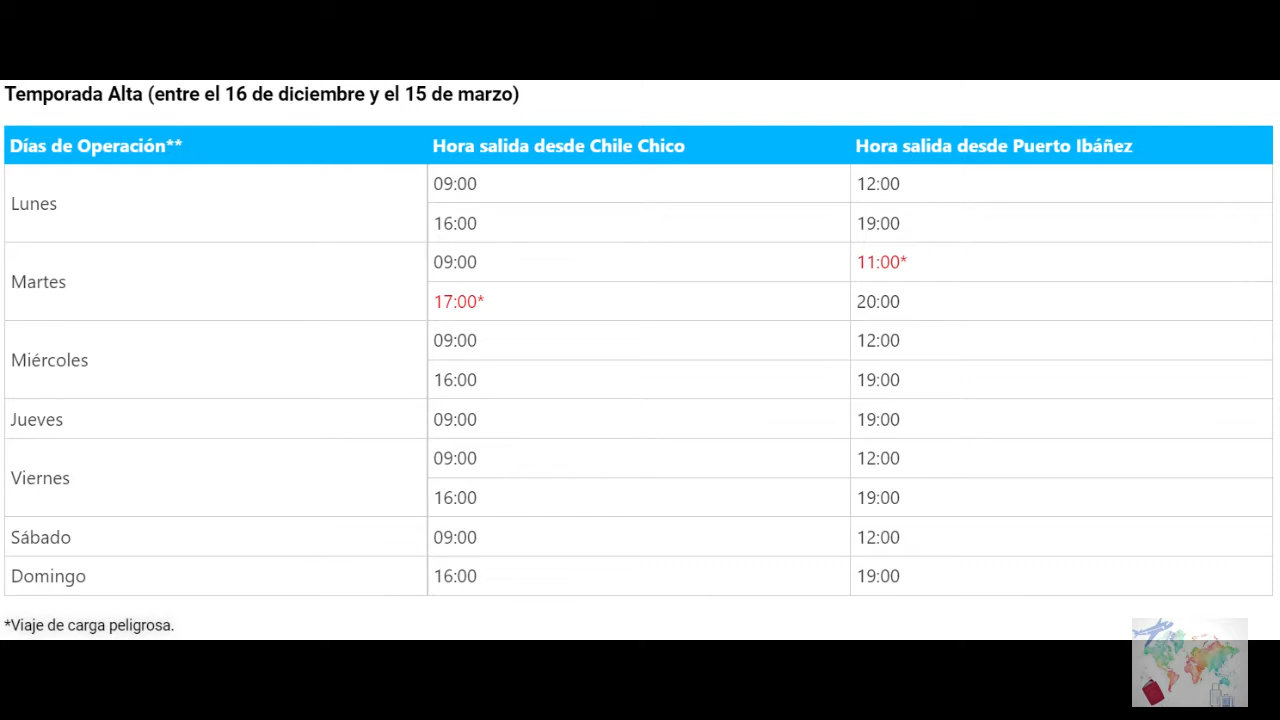 Temporada Alta (entre el 16 de diciembre y el 15 de marzo)
Días de Operación** Hora salida desde Chile Chico Hora salida desde Puerto Ibáñez
Lunes 09:00 12:00
16:00 19:00
Martes 09:00 11:00*
17:00* 20:00
Miércoles 09:00 12:00
16:00 19:00
Jueves 09:00 19:00
Viernes 09:00 12:00
16:00 19:00
Sábado 09:00 12:00
Domingo 16:00 19:00
*Viaje de carga peligrosa.